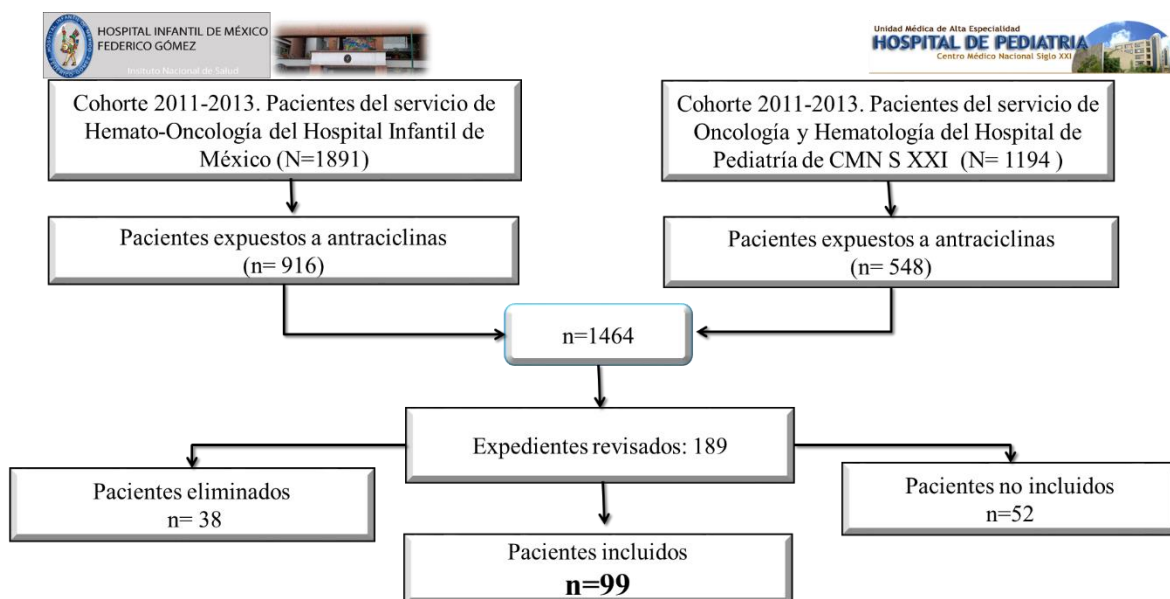 HOSPITAL INFANTIL DE MÉXICO
FEDERICO GÓMEZ
Instituto Nacional de Salud
Unidad Médica de Alta Especialidad
HOSPITAL DE PEDIATRIA
Centro Médico Nacional Siglo XXI
Cohorte 2011-2013. Pacientes del servicio de
Hemato-Oncología del Hospital Infantil de
México (N=1891)
Cohorte 2011-2013. Pacientes del servicio de
Oncología y Hematología del Hospital de
Pediatría de CMN S XXI (N= 1194 )
Pacientes expuestos a antraciclinas
(n= 916)
Pacientes expuestos a antraciclinas
(n= 548)
n=1464
Expedientes revisados: 189
Pacientes eliminados
n= 38
Pacientes no incluidos
n=52
Pacientes incluidos
n=99